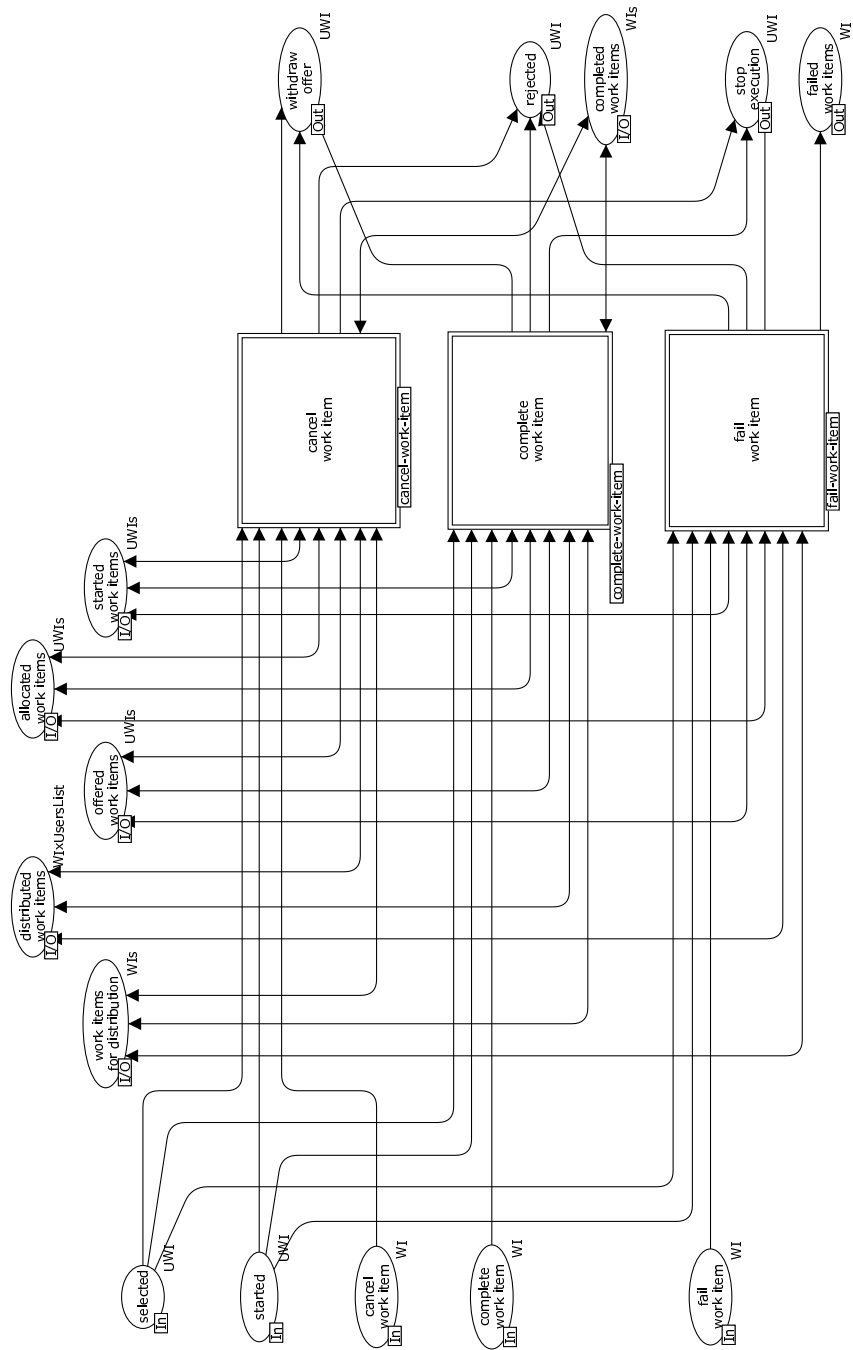 withdraw
offer
UWI
Out
rejected
UWI
Out
completed
work items
WIs
I/O
stop
execution
UWI
Out
failed
work items
WI
Out
cancel
work item
cancel-work-item
complete
work item
complete-work-item
fail
work item
fail-work-item
started
work items
UWIs
I/O
allocated
work items
UWIs
I/O
offered
work items
UWIs
I/O
distributed
work items
WIxUsersList
I/O
work items
for distribution
WIs
I/O
selected
UWI
In
started
UWI
In
cancel
work item
WI
In
complete
work item
WI
In
fail
work item
WI
In